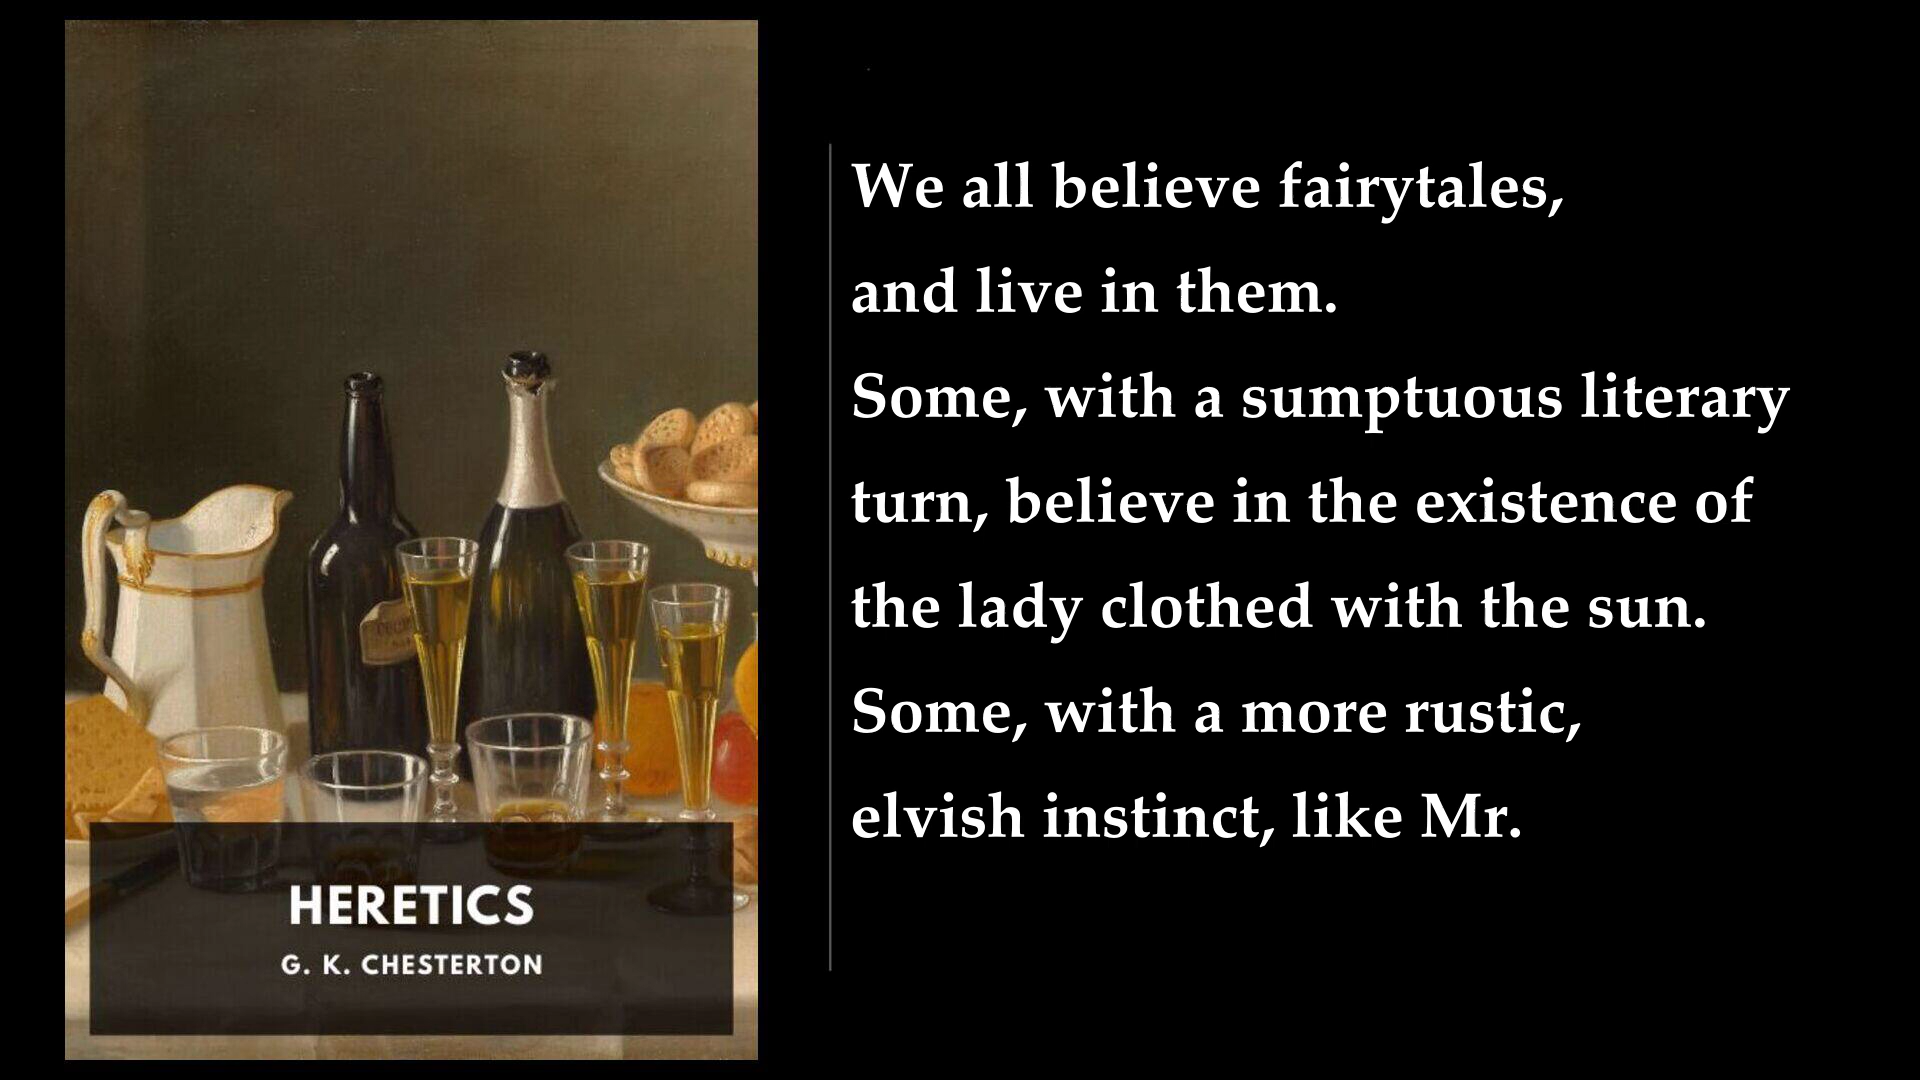 We all believe fairytales,
and live in them.
Some, with a sumptuous literary
turn, believe in the existence of
the lady clothed with the sun.
Some, with a more rustic,
elvish instinct, like Mr.
HERETICS
G. K. CHESTERTON